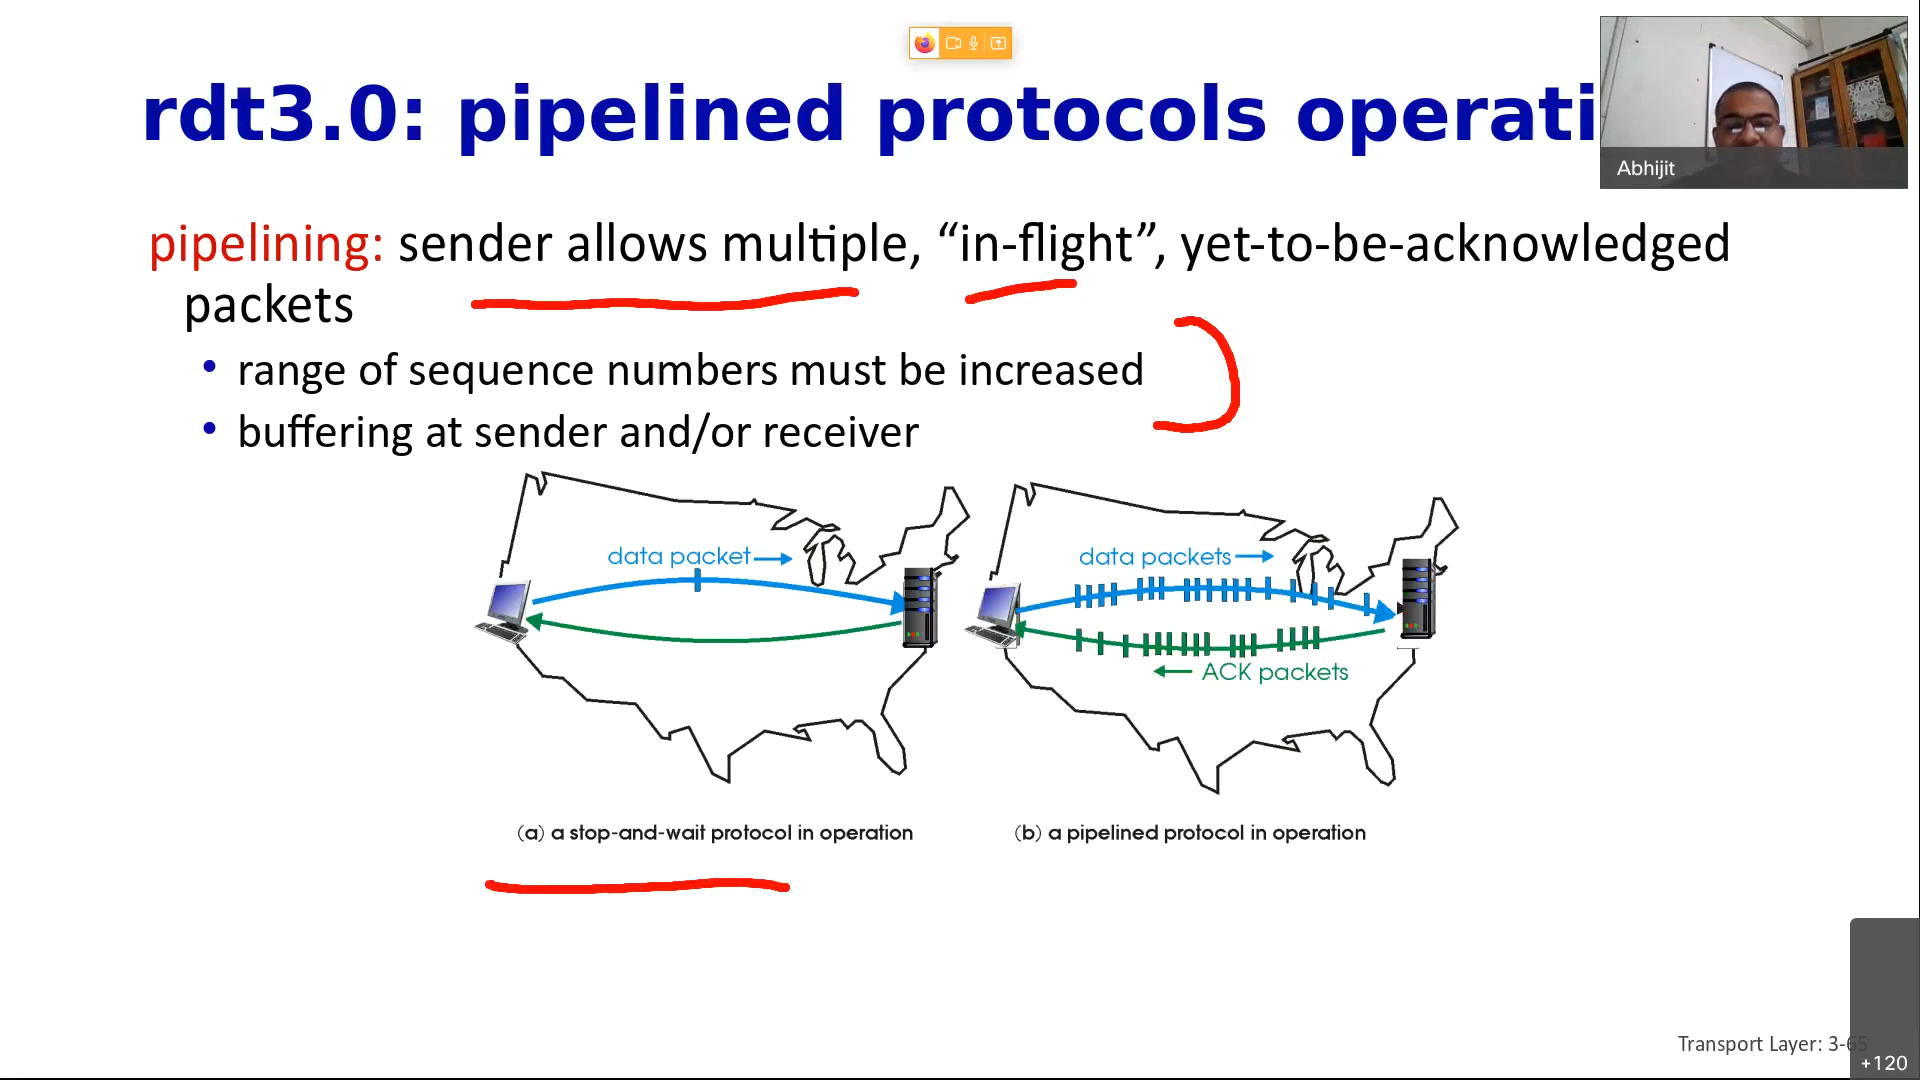 rdt3.0: pipelined protocols operati
Abhijit
pipelining: sender allows multiple, “in-flight”, yet-to-be-acknowledged
packets
• range of sequence numbers must be increased
• buffering at sender and/or receiver
data packet
data packets
ACK packets
(a) a stop-and-wait protocol in operation
(b) a pipelined protocol in operation
Transport Layer: 3-65
+120